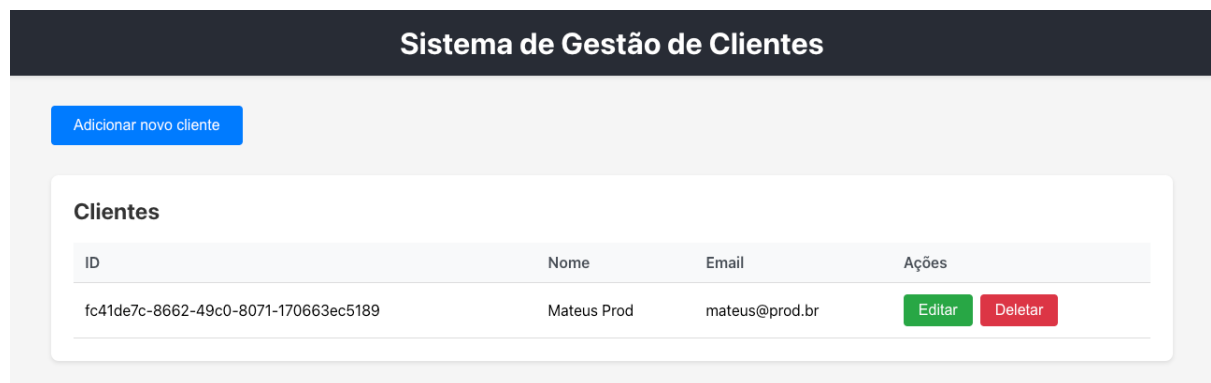 Sistema de Gestão de Clientes
Adicionar novo cliente
Clientes
ID Nome Email Ações
fc41de7c-8662-49c0-8071-170663ec5189 Mateus Prod mateus@prod.br Editar Deletar